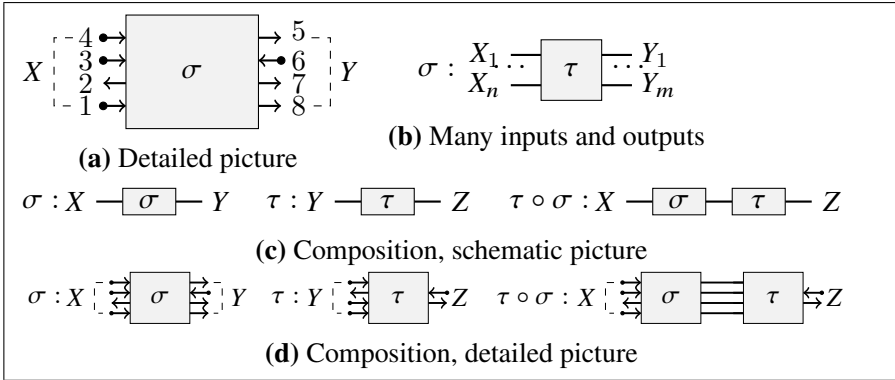 4 5
X 3 σ 6 Y
2 7
1 8
(a) Detailed picture
σ : X₁ ... Xₙ τ Y₁ ... Yₘ
(b) Many inputs and outputs
σ : X σ Y τ : Y τ Z τ ∘ σ : X σ τ Z
(c) Composition, schematic picture
σ : X σ Y τ : Y τ Z τ ∘ σ : X σ τ Z
(d) Composition, detailed picture